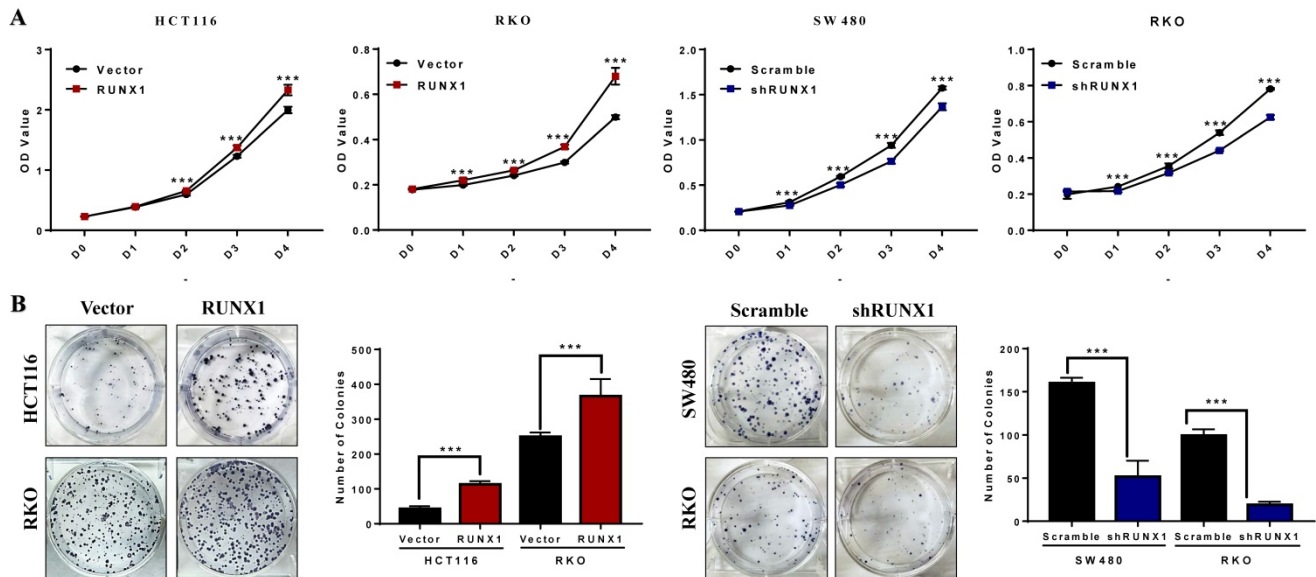 A
HCT116
OD Value
3
2
1
0
Vector
RUNX1
***
***
***
D0 D1 D2 D3 D4
-
RKO
OD Value
0.8
0.6
0.4
0.2
0.0
Vector
RUNX1
***
***
***
***
D0 D1 D2 D3 D4
-
SW480
OD Value
2.0
1.5
1.0
0.5
0.0
Scramble
shRUNX1
***
***
***
***
D0 D1 D2 D3 D4
-
RKO
OD Value
1.0
0.8
0.6
0.4
0.2
0.0
Scramble
shRUNX1
***
***
***
***
D0 D1 D2 D3 D4
-
B
Vector RUNX1
HCT116
RKO
Number of Colonies
500
400
300
200
100
0
***
***
Vector RUNX1 Vector RUNX1
HCT116 RKO
Scramble shRUNX1
SW480
RKO
Number of Colonies
200
150
100
50
0
***
***
Scramble shRUNX1 Scramble shRUNX1
SW480 RKO